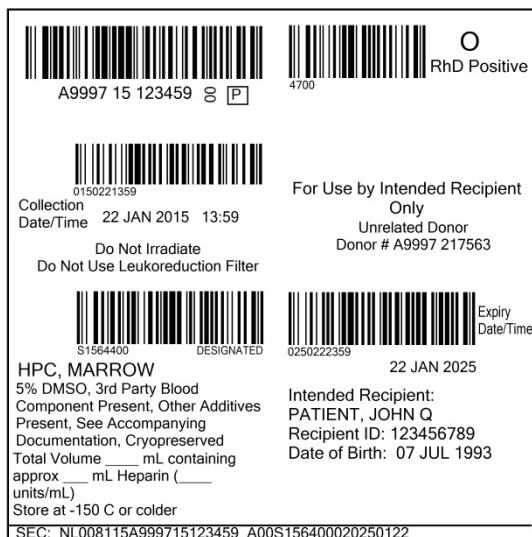 A9997 15 123459 00 P
O
RhD Positive
4700
0150221359
Collection
Date/Time 22 JAN 2015 13:59
Do Not Irradiate
Do Not Use Leukoreduction Filter
For Use by Intended Recipient
Only
Unrelated Donor
Donor # A9997 217563
S1564400 DESIGNATED
HPC, MARROW
5% DMSO, 3rd Party Blood
Component Present, Other Additives
Present, See Accompanying
Documentation, Cryopreserved
Total Volume ____ mL containing
approx ___ mL Heparin (____
units/mL)
Store at -150 C or colder
Expiry
Date/Time
0250222359
22 JAN 2025
Intended Recipient:
PATIENT, JOHN Q
Recipient ID: 123456789
Date of Birth: 07 JUL 1993
SEC: NL008115A999715123459 A00S156400020250122